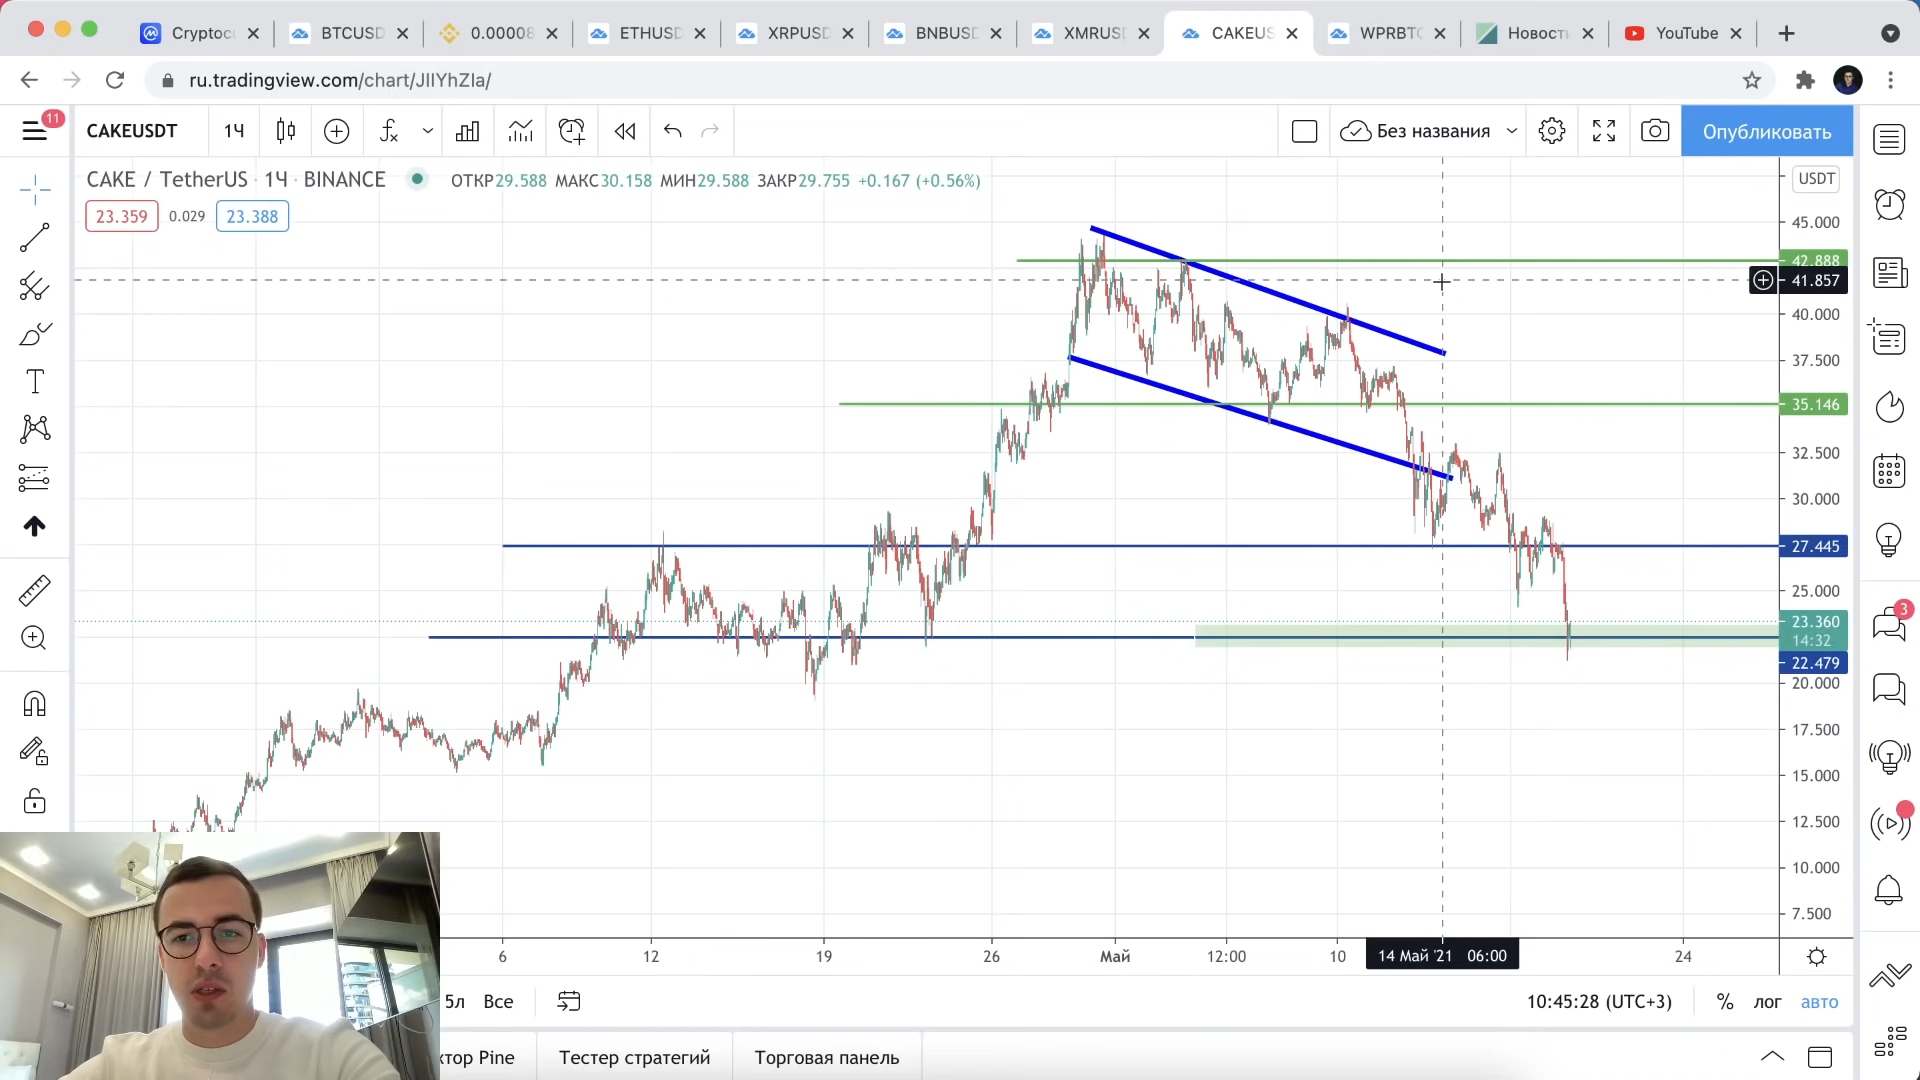 Cryptoc
BTCUSD
0.00008
ETHUSD
XRPUSD
BNBUSD
XMRUSD
CAKEUS
WPRBTC
Новости
YouTube
ru.tradingview.com/chart/JIIYhZIa/
11
CAKEUSDT
1Ч
Без названия
Опубликовать
CAKE / TetherUS · 1Ч · BINANCE
ОТКР29.588 МАКС30.158 МИН29.588 ЗАКР29.755 +0.167 (+0.56%)
USDT
23.359
0.029
23.388
45.000
42.888
41.857
40.000
37.500
35.146
32.500
30.000
27.445
25.000
23.360
14:32
22.479
20.000
17.500
15.000
12.500
10.000
7.500
3
6
12
19
26
Май
12:00
10
14 Май '21 06:00
24
5л
Все
10:45:28 (UTC+3)
%
лог
авто
ктор Pine
Тестер стратегий
Торговая панель